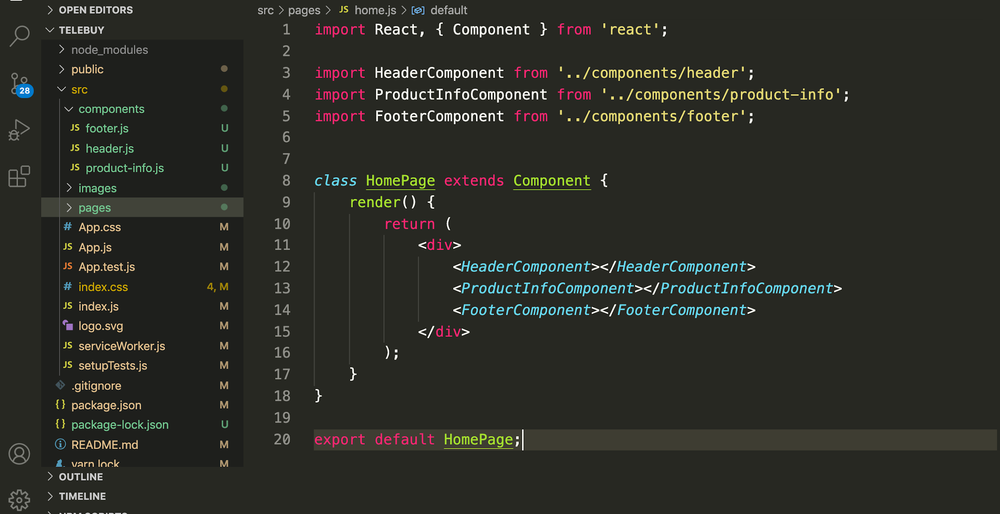 OPEN EDITORS
TELEBUY
node_modules
public
src
components
JS footer.js U
JS header.js U
JS product-info.js U
images
pages
# App.css M
JS App.js M
JS App.test.js M
# index.css 4, M
JS index.js M
logo.svg M
JS serviceWorker.js M
JS setupTests.js M
.gitignore M
{} package.json M
{} package-lock.json U
README.md M
yarn.lock M
OUTLINE
TIMELINE
NPM SCRIPTS
28
src > pages > JS home.js > default
1 import React, { Component } from 'react';
2
3 import HeaderComponent from '../components/header';
4 import ProductInfoComponent from '../components/product-info';
5 import FooterComponent from '../components/footer';
6
7
8 class HomePage extends Component {
9 render() {
10 return (
11 <div>
12 <HeaderComponent></HeaderComponent>
13 <ProductInfoComponent></ProductInfoComponent>
14 <FooterComponent></FooterComponent>
15 </div>
16 );
17 }
18 }
19
20 export default HomePage;